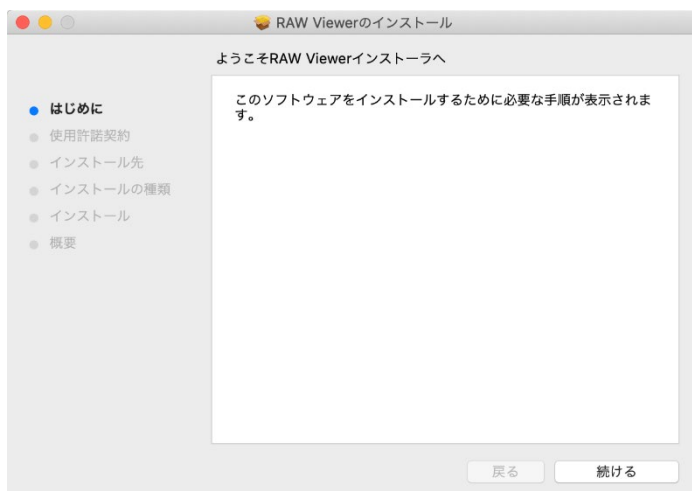 RAW Viewerのインストール
ようこそRAW Viewerインストーラへ
はじめに
使用許諾契約
インストール先
インストールの種類
インストール
概要
このソフトウェアをインストールするために必要な手順が表示されま
す。
戻る
続ける